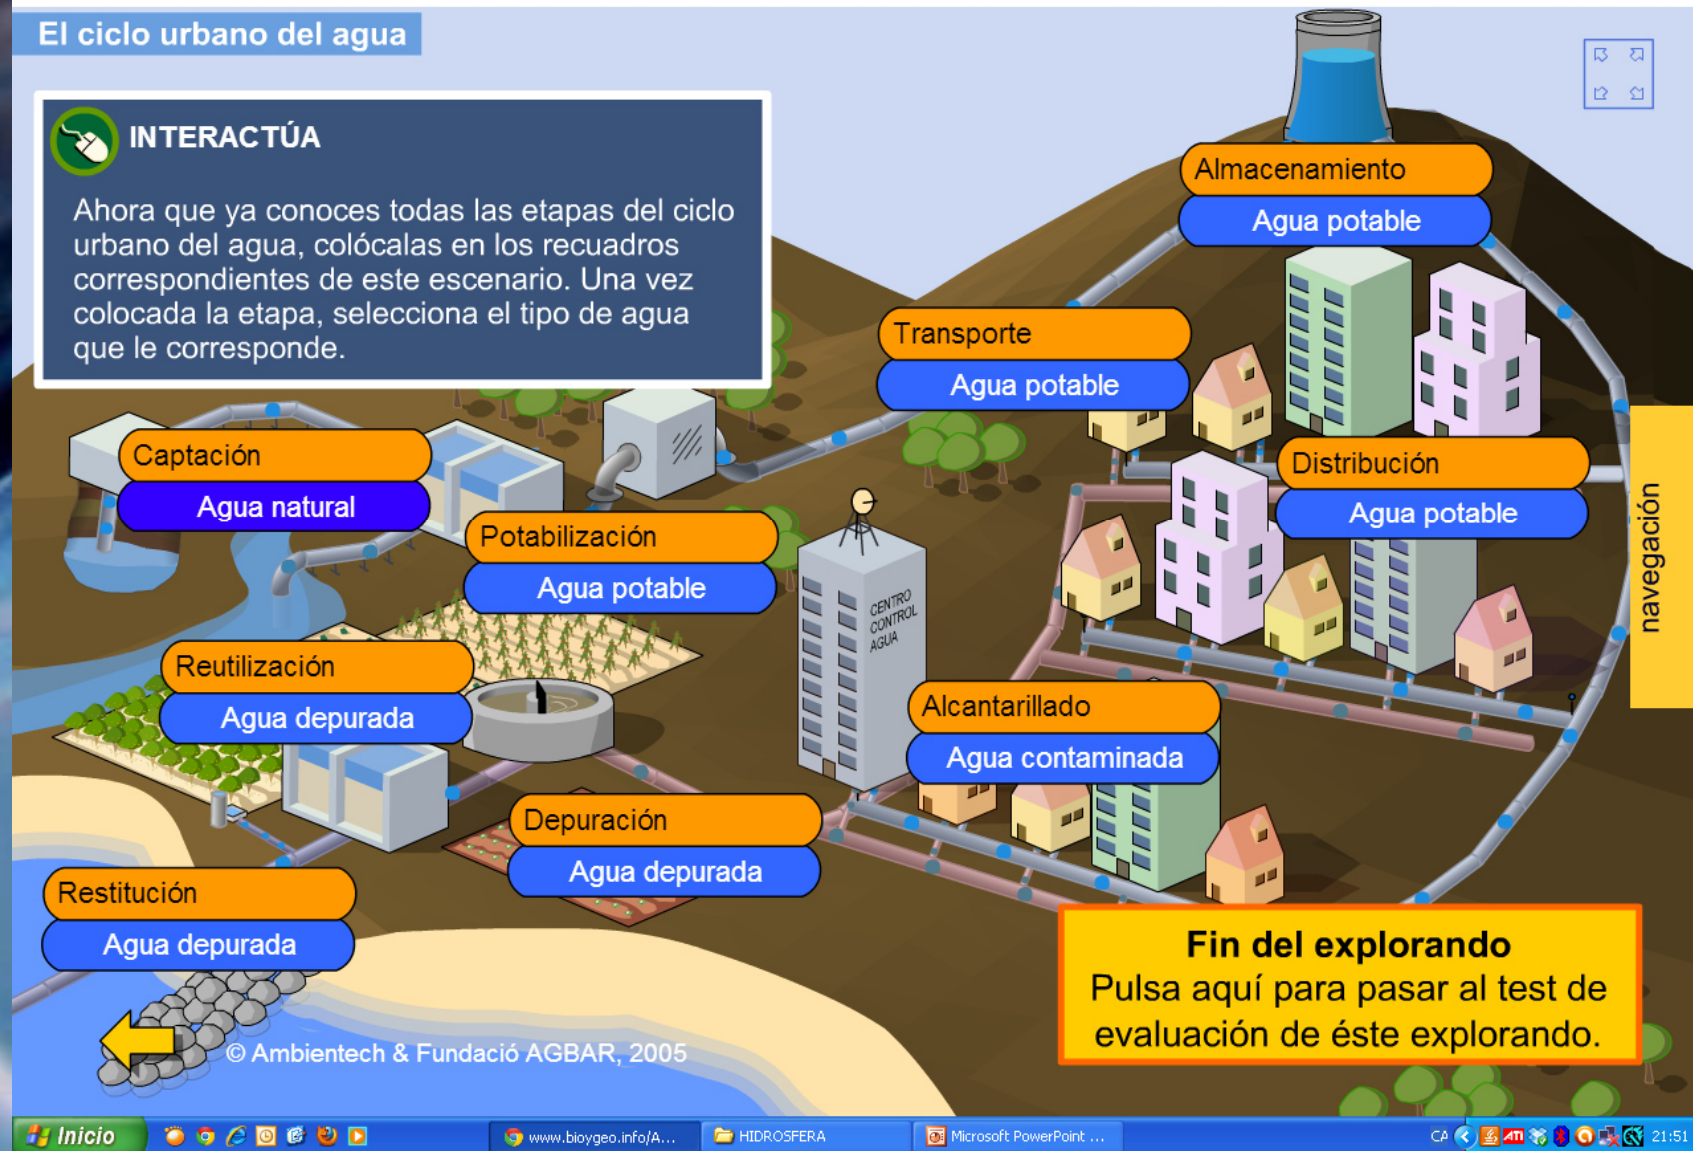 El ciclo urbano del agua
INTERACTÚA
Ahora que ya conoces todas las etapas del ciclo
urbano del agua, colócalas en los recuadros
correspondientes de este escenario. Una vez
colocada la etapa, selecciona el tipo de agua
que le corresponde.
Almacenamiento
Agua potable
Transporte
Agua potable
Captación
Agua natural
Distribución
Agua potable
Potabilización
Agua potable
navegación
CENTRO
CONTROL
AGUA
Reutilización
Agua depurada
Alcantarillado
Agua contaminada
Depuración
Agua depurada
Restitución
Agua depurada
Fin del explorando
Pulsa aquí para pasar al test de
evaluación de éste explorando.
© Ambientech & Fundació AGBAR, 2005
Inicio
www.bioygeo.info/A...
HIDROSFERA
Microsoft PowerPoint ...
CA
ATI
21:51